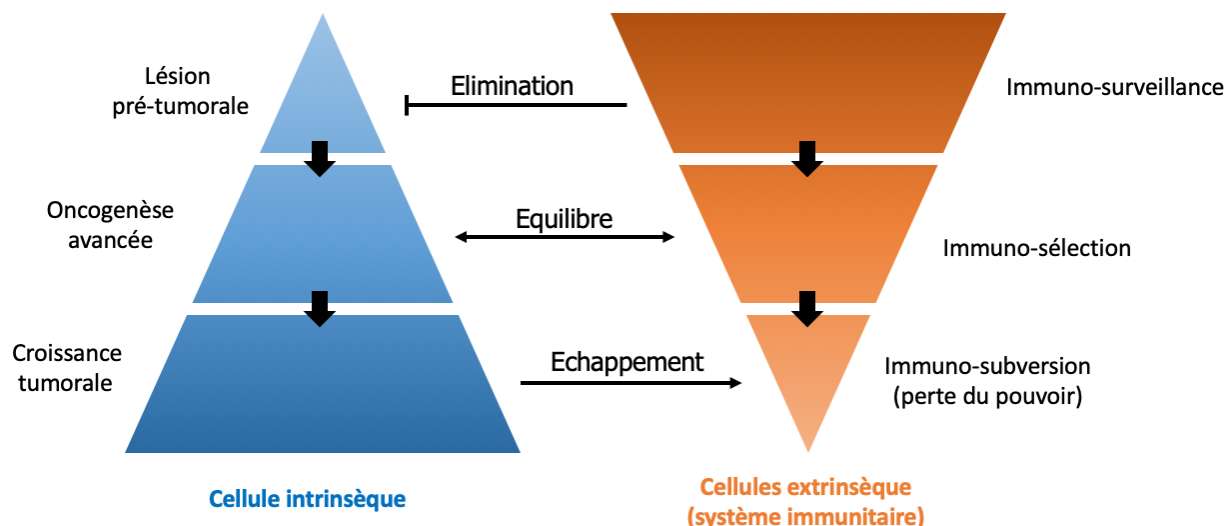 Lésion
pré-tumorale
Elimination
Immuno-surveillance
Oncogenèse
avancée
Equilibre
Immuno-sélection
Croissance
tumorale
Echappement
Immuno-subversion
(perte du pouvoir)
Cellule intrinsèque
Cellules extrinsèque
(système immunitaire)